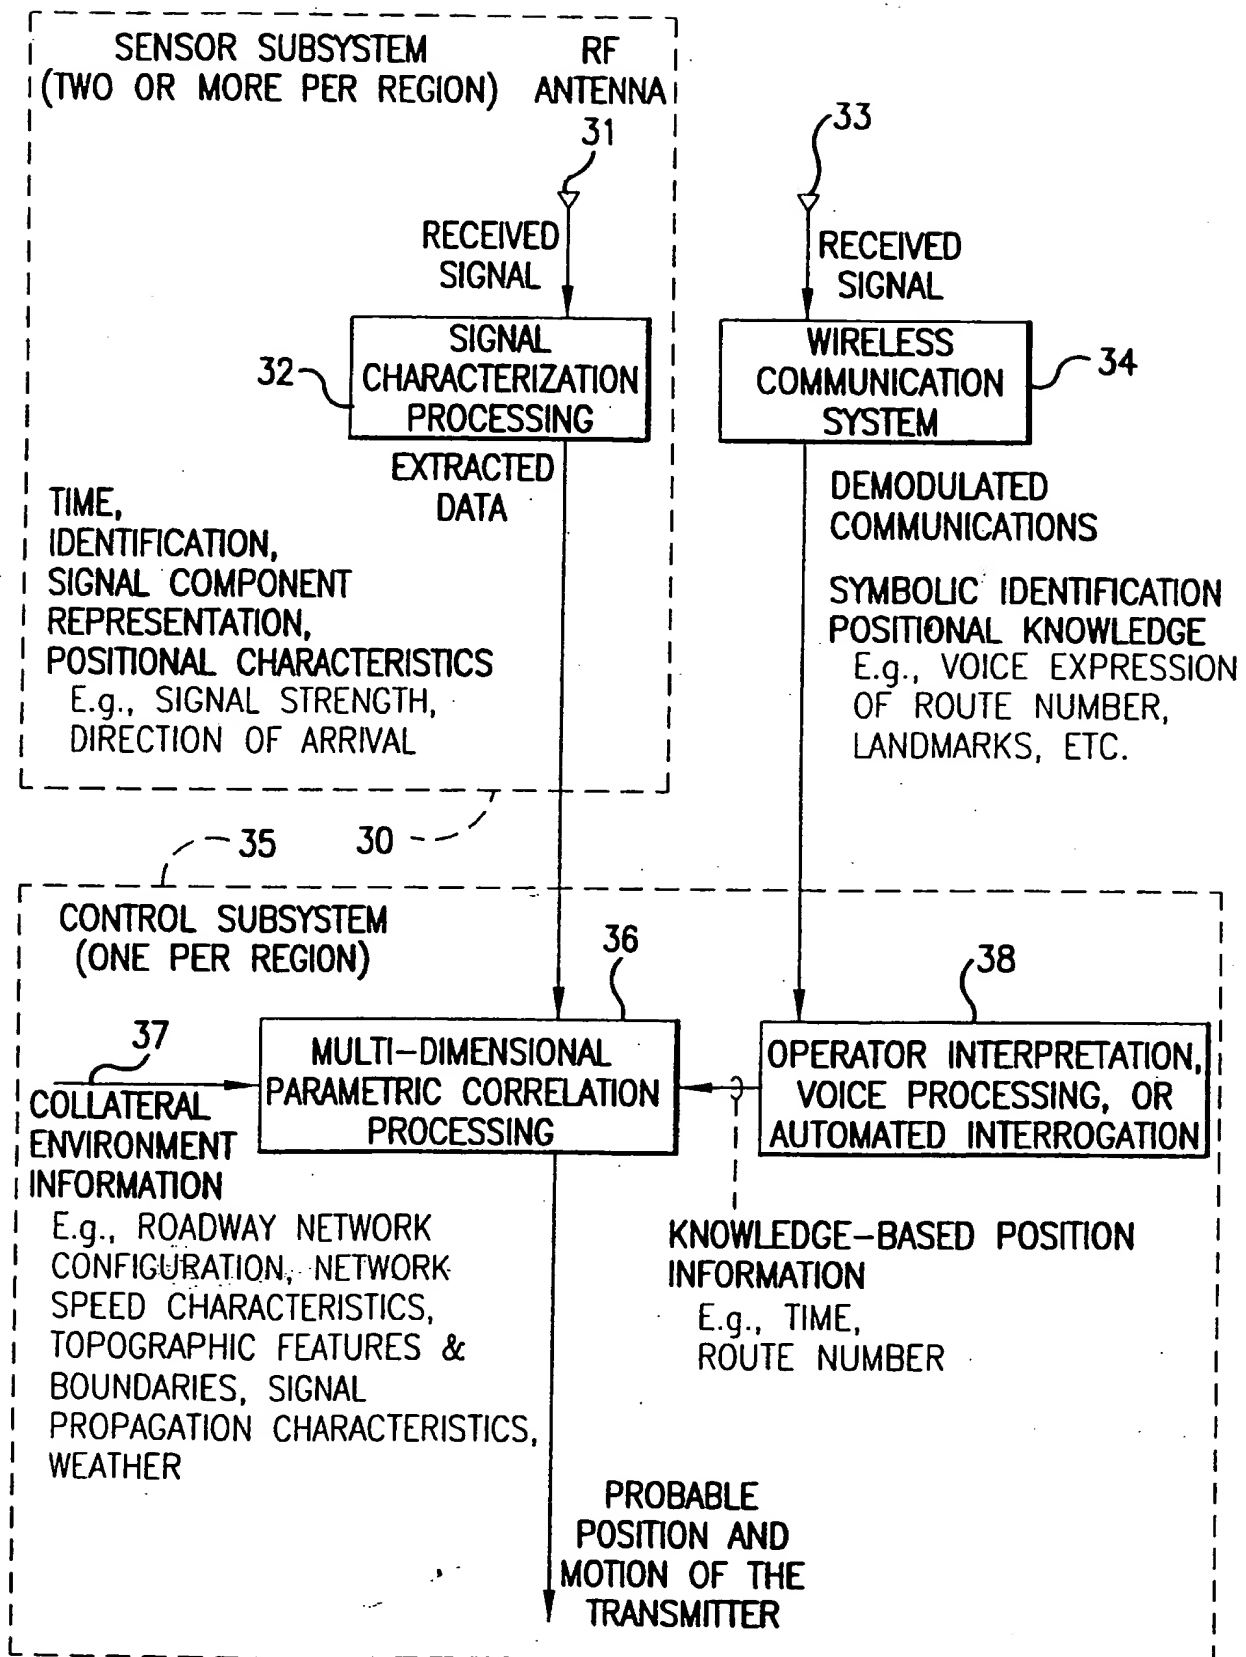 SENSOR SUBSYSTEM
(TWO OR MORE PER REGION)
RF
ANTENNA
31
33
RECEIVED
SIGNAL
RECEIVED
SIGNAL
32
SIGNAL
CHARACTERIZATION
PROCESSING
WIRELESS
COMMUNICATION
SYSTEM
34
EXTRACTED
DATA
TIME,
IDENTIFICATION,
SIGNAL COMPONENT
REPRESENTATION,
POSITIONAL CHARACTERISTICS
E.g., SIGNAL STRENGTH,
DIRECTION OF ARRIVAL
DEMODULATED
COMMUNICATIONS
SYMBOLIC IDENTIFICATION
POSITIONAL KNOWLEDGE
E.g., VOICE EXPRESSION
OF ROUTE NUMBER,
LANDMARKS, ETC.
35
30
CONTROL SUBSYSTEM
(ONE PER REGION)
36
38
37
MULTI-DIMENSIONAL
PARAMETRIC CORRELATION
PROCESSING
OPERATOR INTERPRETATION,
VOICE PROCESSING, OR
AUTOMATED INTERROGATION
COLLATERAL
ENVIRONMENT
INFORMATION
E.g., ROADWAY NETWORK
CONFIGURATION, NETWORK
SPEED CHARACTERISTICS,
TOPOGRAPHIC FEATURES &
BOUNDARIES, SIGNAL
PROPAGATION CHARACTERISTICS,
WEATHER
KNOWLEDGE-BASED POSITION
INFORMATION
E.g., TIME,
ROUTE NUMBER
PROBABLE
POSITION AND
MOTION OF THE
TRANSMITTER